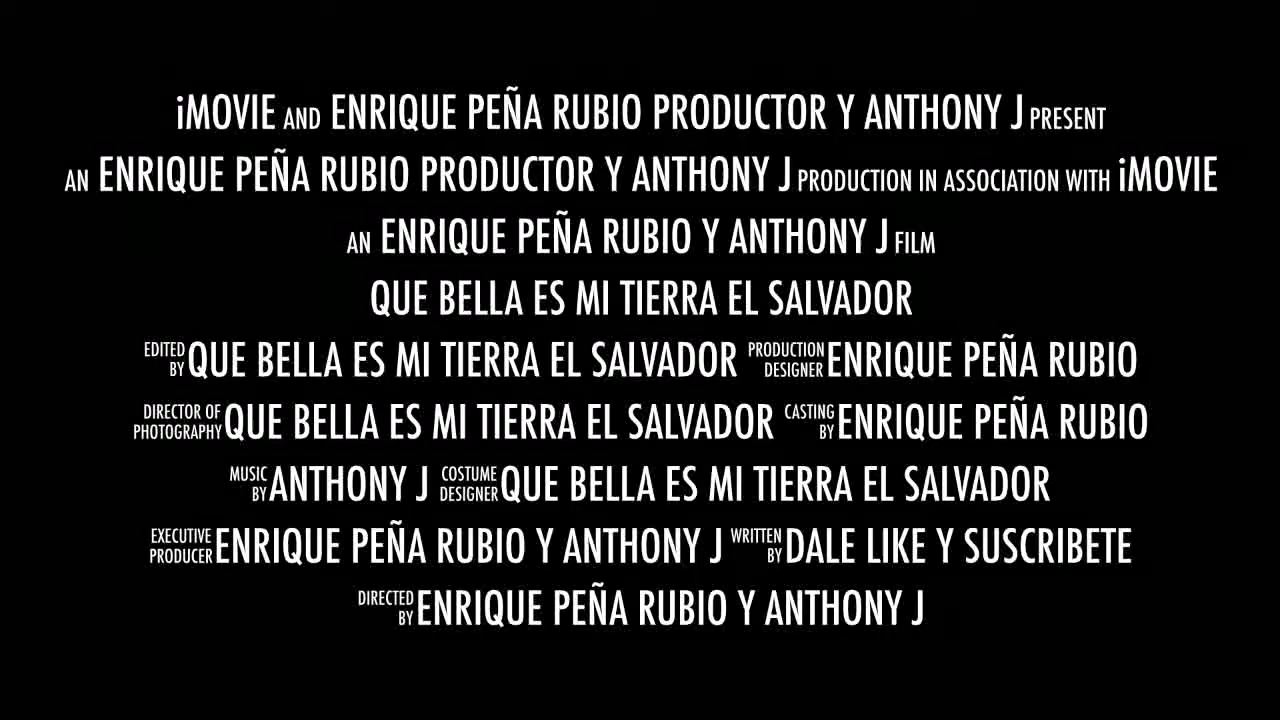 iMOVIE AND ENRIQUE PEÑA RUBIO PRODUCTOR Y ANTHONY J PRESENT
AN ENRIQUE PEÑA RUBIO PRODUCTOR Y ANTHONY J PRODUCTION IN ASSOCIATION WITH iMOVIE
AN ENRIQUE PEÑA RUBIO Y ANTHONY J FILM
QUE BELLA ES MI TIERRA EL SALVADOR
EDITED BY QUE BELLA ES MI TIERRA EL SALVADOR PRODUCTION DESIGNER ENRIQUE PEÑA RUBIO
DIRECTOR OF PHOTOGRAPHY QUE BELLA ES MI TIERRA EL SALVADOR CASTING BY ENRIQUE PEÑA RUBIO
MUSIC BY ANTHONY J COSTUME DESIGNER QUE BELLA ES MI TIERRA EL SALVADOR
EXECUTIVE PRODUCER ENRIQUE PEÑA RUBIO Y ANTHONY J WRITTEN BY DALE LIKE Y SUSCRIBETE
DIRECTED BY ENRIQUE PEÑA RUBIO Y ANTHONY J